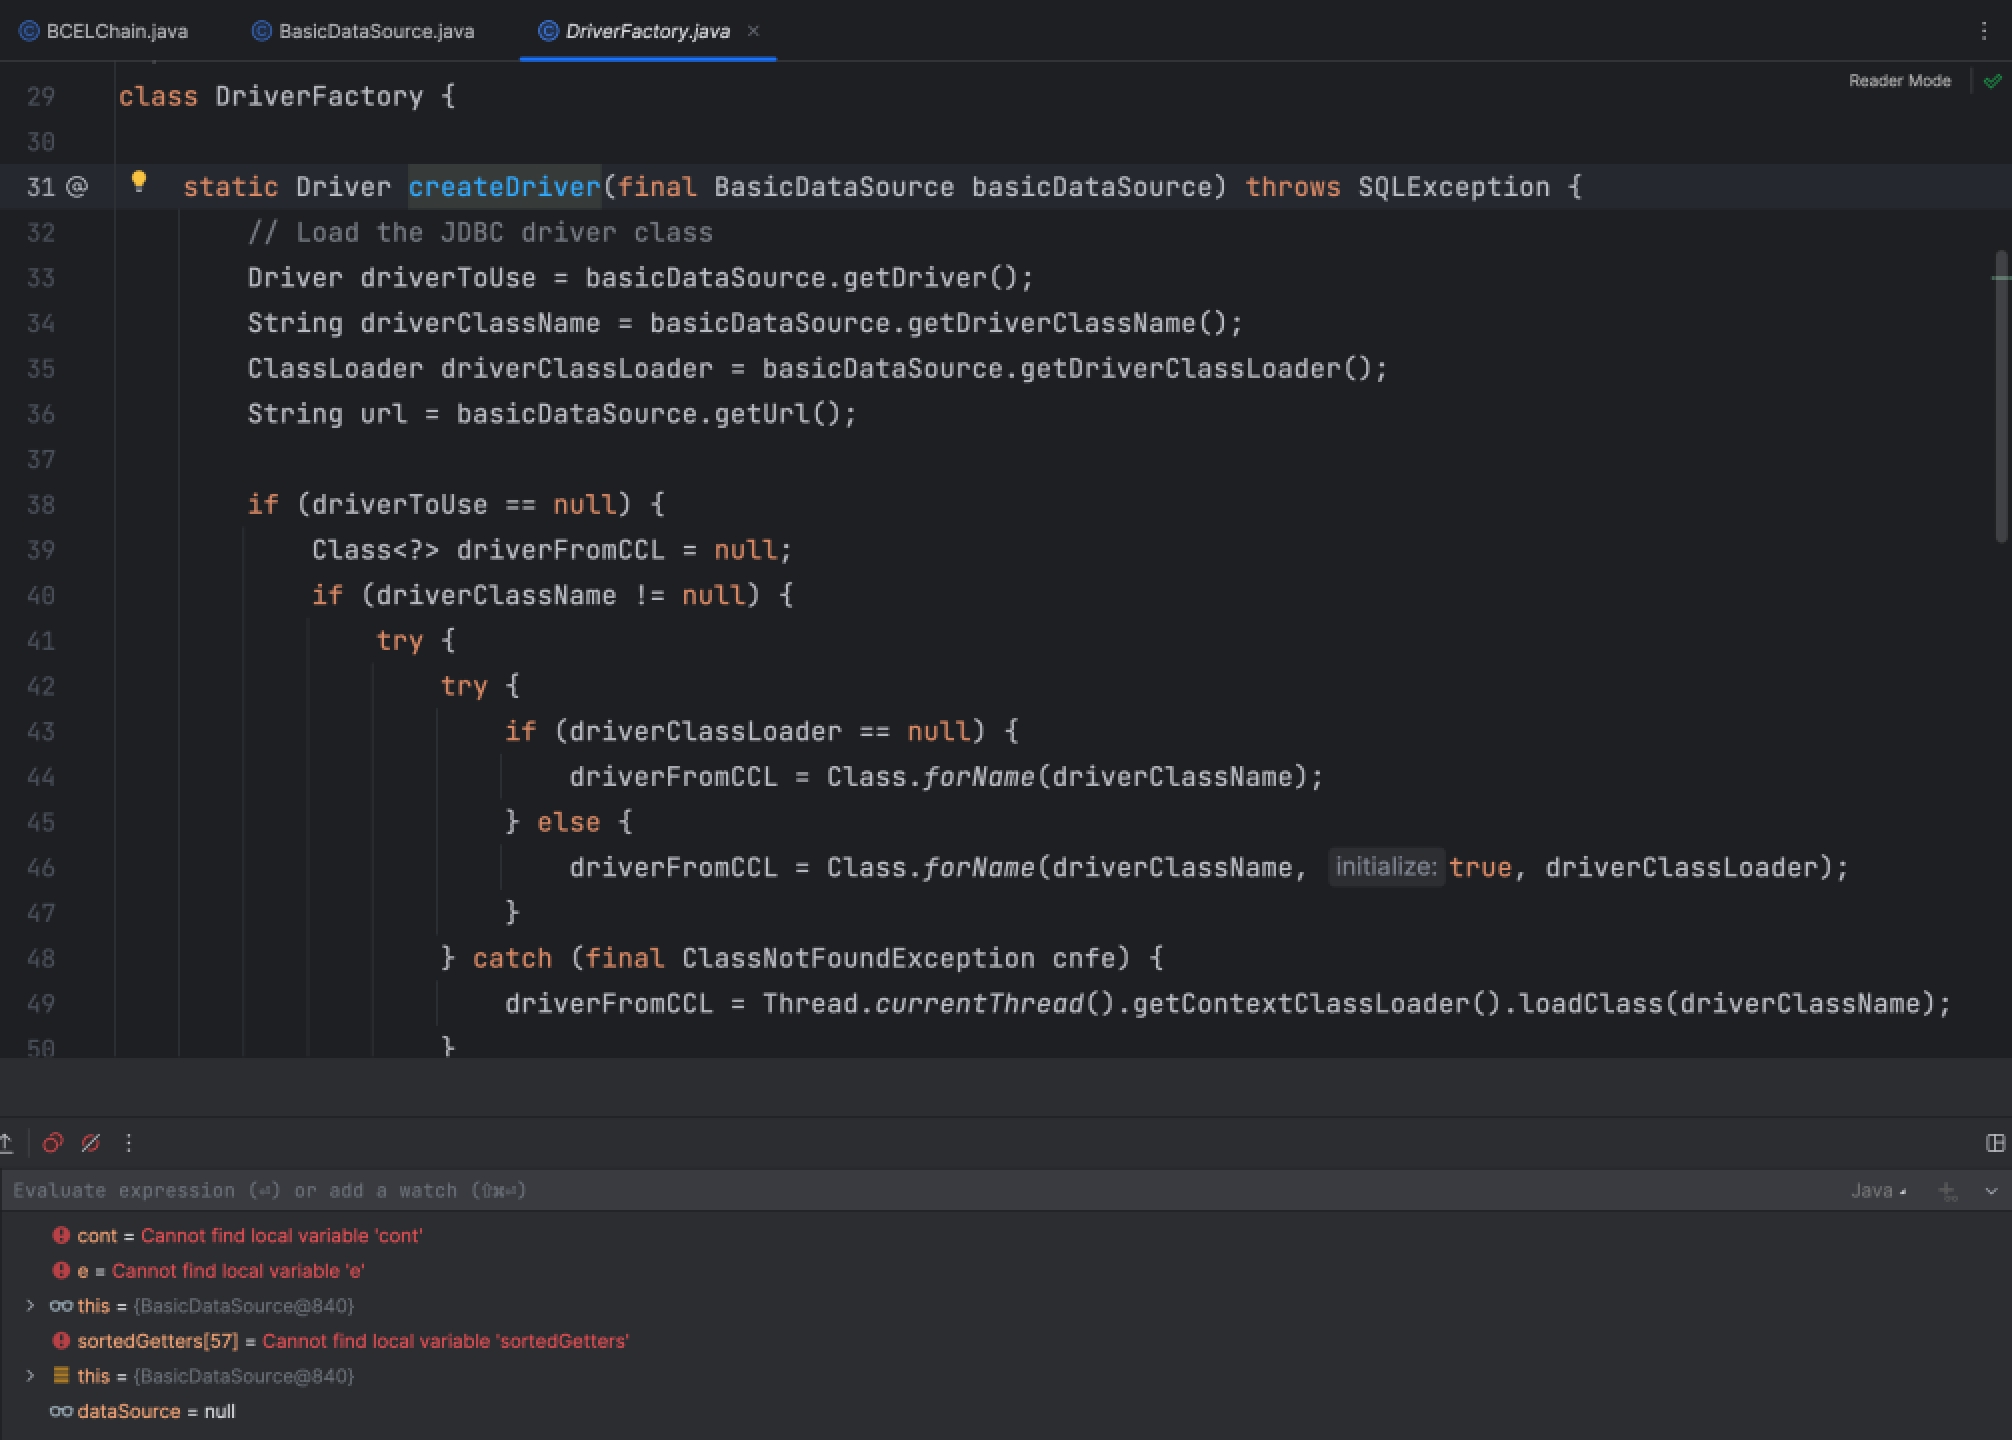 BCELChain.java BasicDataSource.java DriverFactory.java
Reader Mode
29 class DriverFactory {
30
31 @ static Driver createDriver(final BasicDataSource basicDataSource) throws SQLException {
32 // Load the JDBC driver class
33 Driver driverToUse = basicDataSource.getDriver();
34 String driverClassName = basicDataSource.getDriverClassName();
35 ClassLoader driverClassLoader = basicDataSource.getDriverClassLoader();
36 String url = basicDataSource.getUrl();
37
38 if (driverToUse == null) {
39 Class<?> driverFromCCL = null;
40 if (driverClassName != null) {
41 try {
42 try {
43 if (driverClassLoader == null) {
44 driverFromCCL = Class.forName(driverClassName);
45 } else {
46 driverFromCCL = Class.forName(driverClassName, initialize: true, driverClassLoader);
47 }
48 } catch (final ClassNotFoundException cnfe) {
49 driverFromCCL = Thread.currentThread().getContextClassLoader().loadClass(driverClassName);
50 }
Evaluate expression (⏎) or add a watch (⇧⌘⏎) Java
cont = Cannot find local variable 'cont'
e = Cannot find local variable 'e'
this = {BasicDataSource@840}
sortedGetters[57] = Cannot find local variable 'sortedGetters'
this = {BasicDataSource@840}
dataSource = null